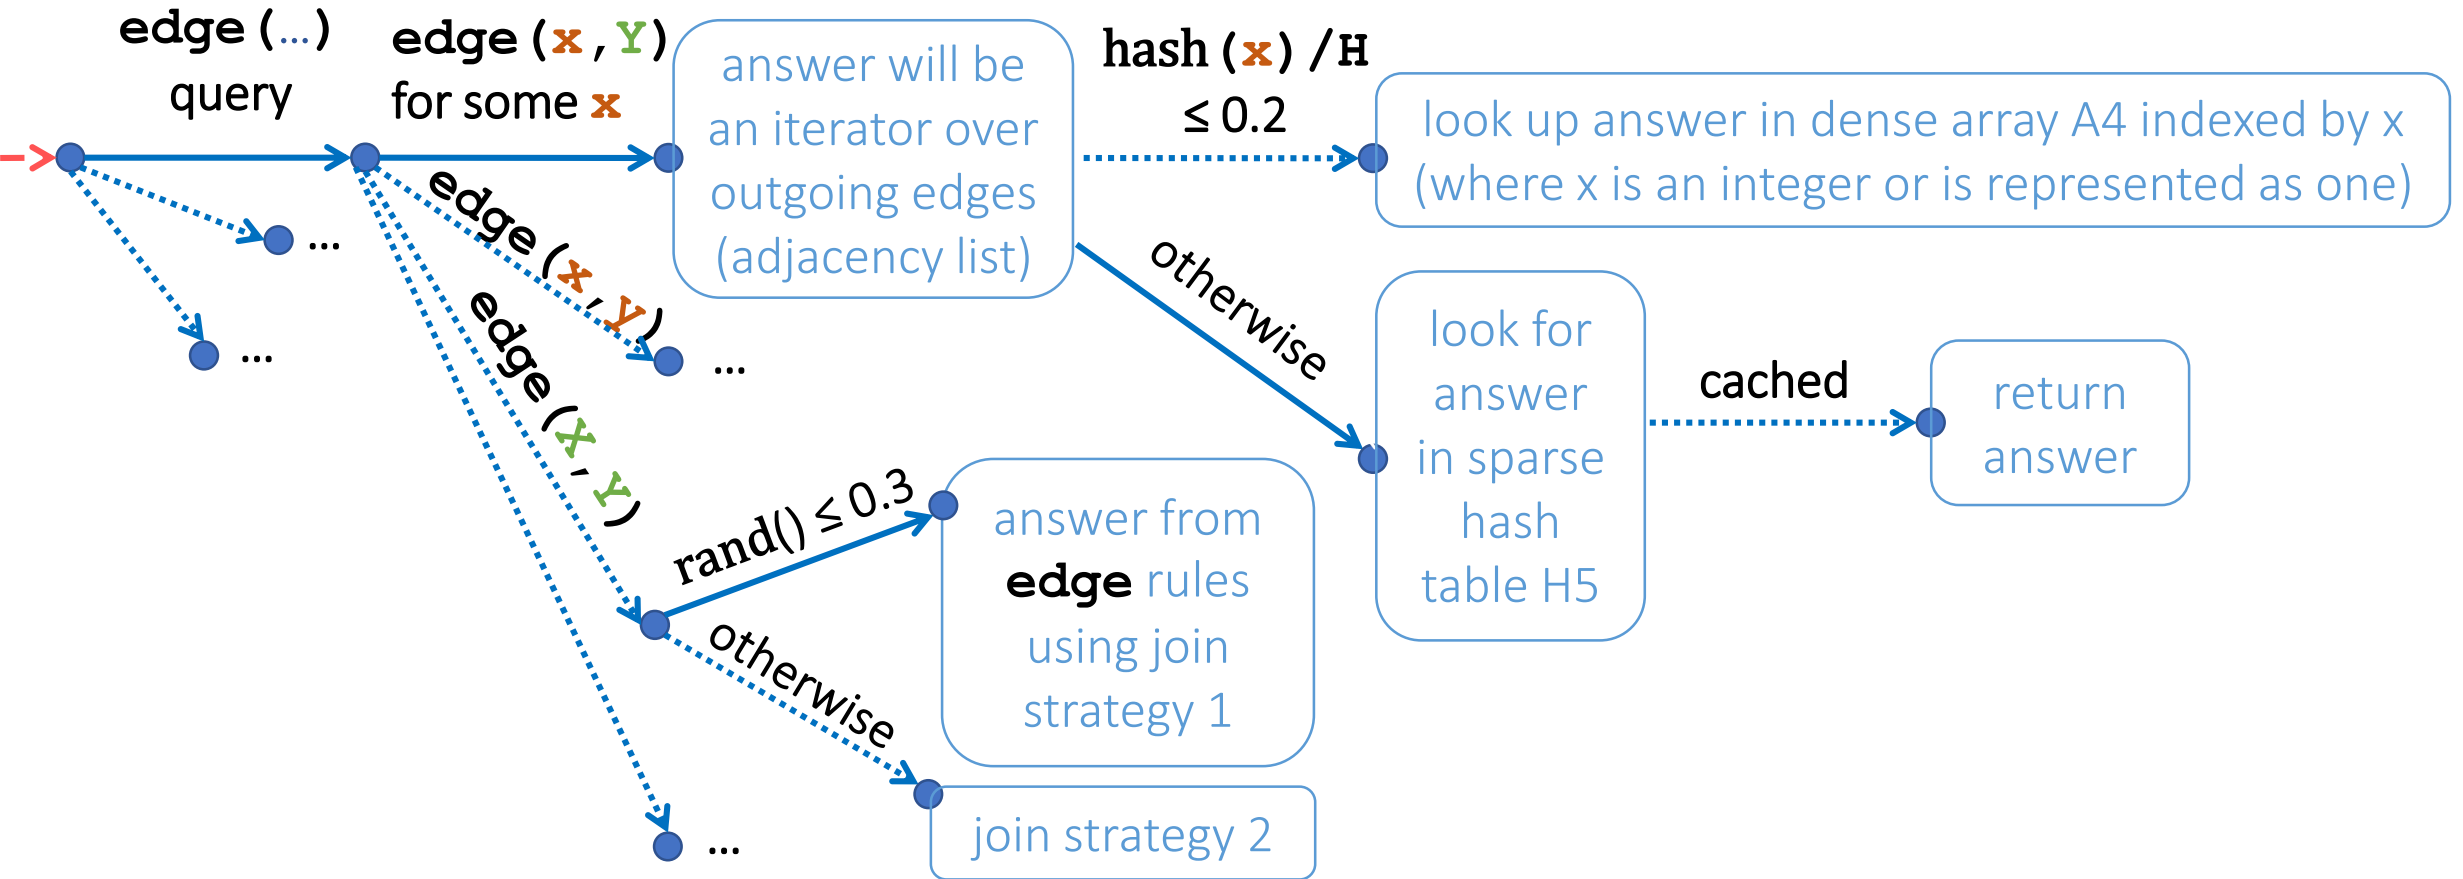 edge(…)
query
edge(x,Y)
for some x
answer will be
an iterator over
outgoing edges
(adjacency list)
hash(x)/H
≤ 0.2
look up answer in dense array A4 indexed by x
(where x is an integer or is represented as one)
...
...
edge(x,y)
...
edge(X,Y)
otherwise
look for
answer
in sparse
hash
table H5
cached
return
answer
rand() ≤ 0.3
answer from
edge rules
using join
strategy 1
otherwise
join strategy 2
...